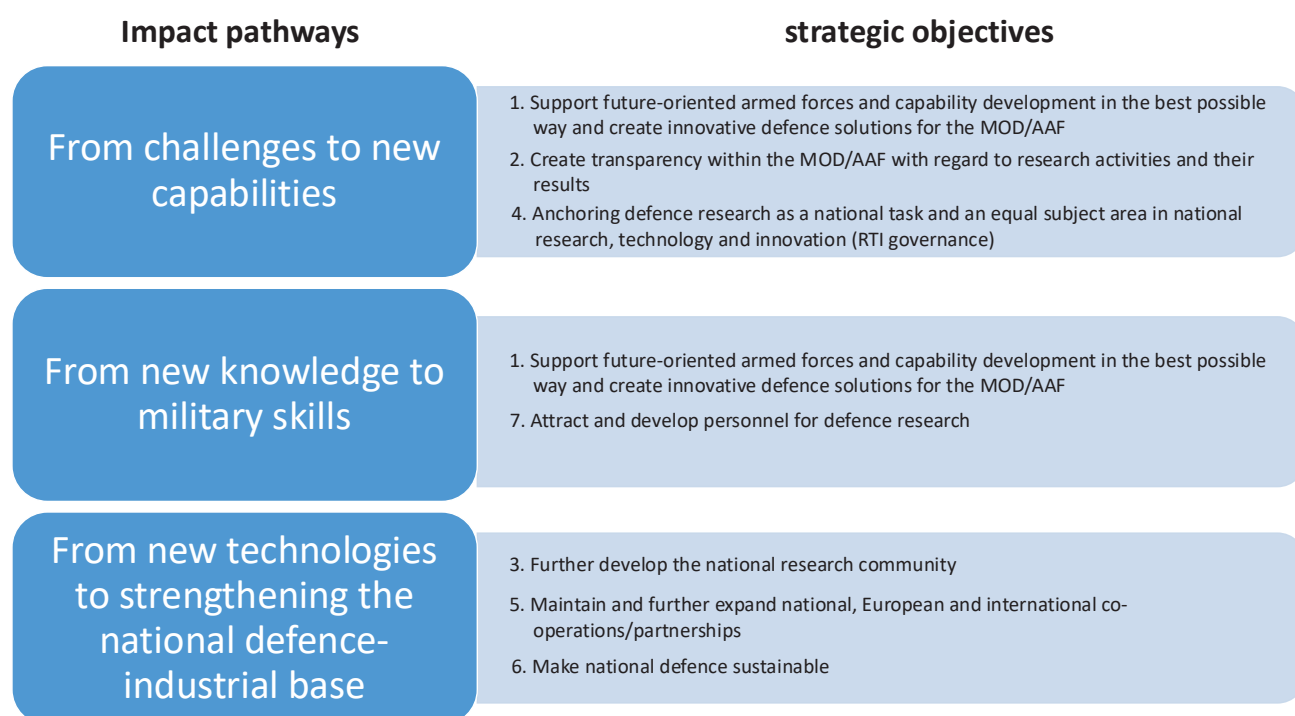 Impact pathways
strategic objectives
From challenges to new
capabilities
1. Support future-oriented armed forces and capability development in the best possible
way and create innovative defence solutions for the MOD/AAF
2. Create transparency within the MOD/AAF with regard to research activities and their
results
4. Anchoring defence research as a national task and an equal subject area in national
research, technology and innovation (RTI governance)
From new knowledge to
military skills
1. Support future-oriented armed forces and capability development in the best possible
way and create innovative defence solutions for the MOD/AAF
7. Attract and develop personnel for defence research
From new technologies
to strengthening the
national defence-
industrial base
3. Further develop the national research community
5. Maintain and further expand national, European and international co-
operations/partnerships
6. Make national defence sustainable